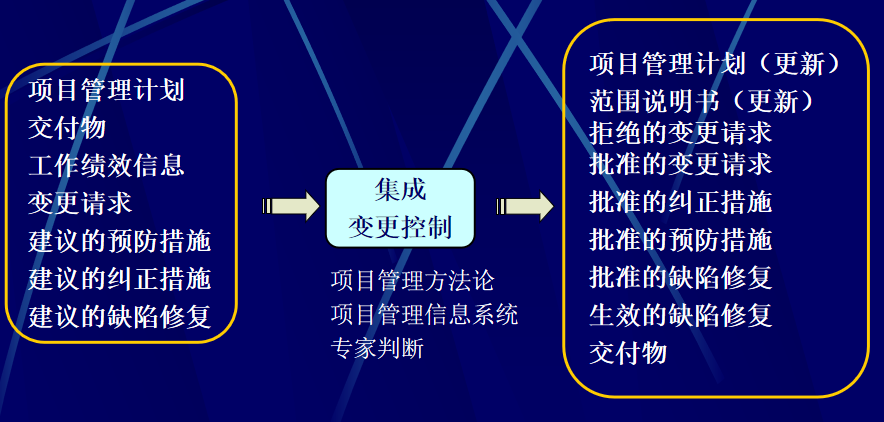 项目管理计划
交付物
工作绩效信息
变更请求
建议的预防措施
建议的纠正措施
建议的缺陷修复
集成
变更控制
项目管理方法论
项目管理信息系统
专家判断
项目管理计划（更新）
范围说明书（更新）
拒绝的变更请求
批准的变更请求
批准的纠正措施
批准的预防措施
批准的缺陷修复
生效的缺陷修复
交付物